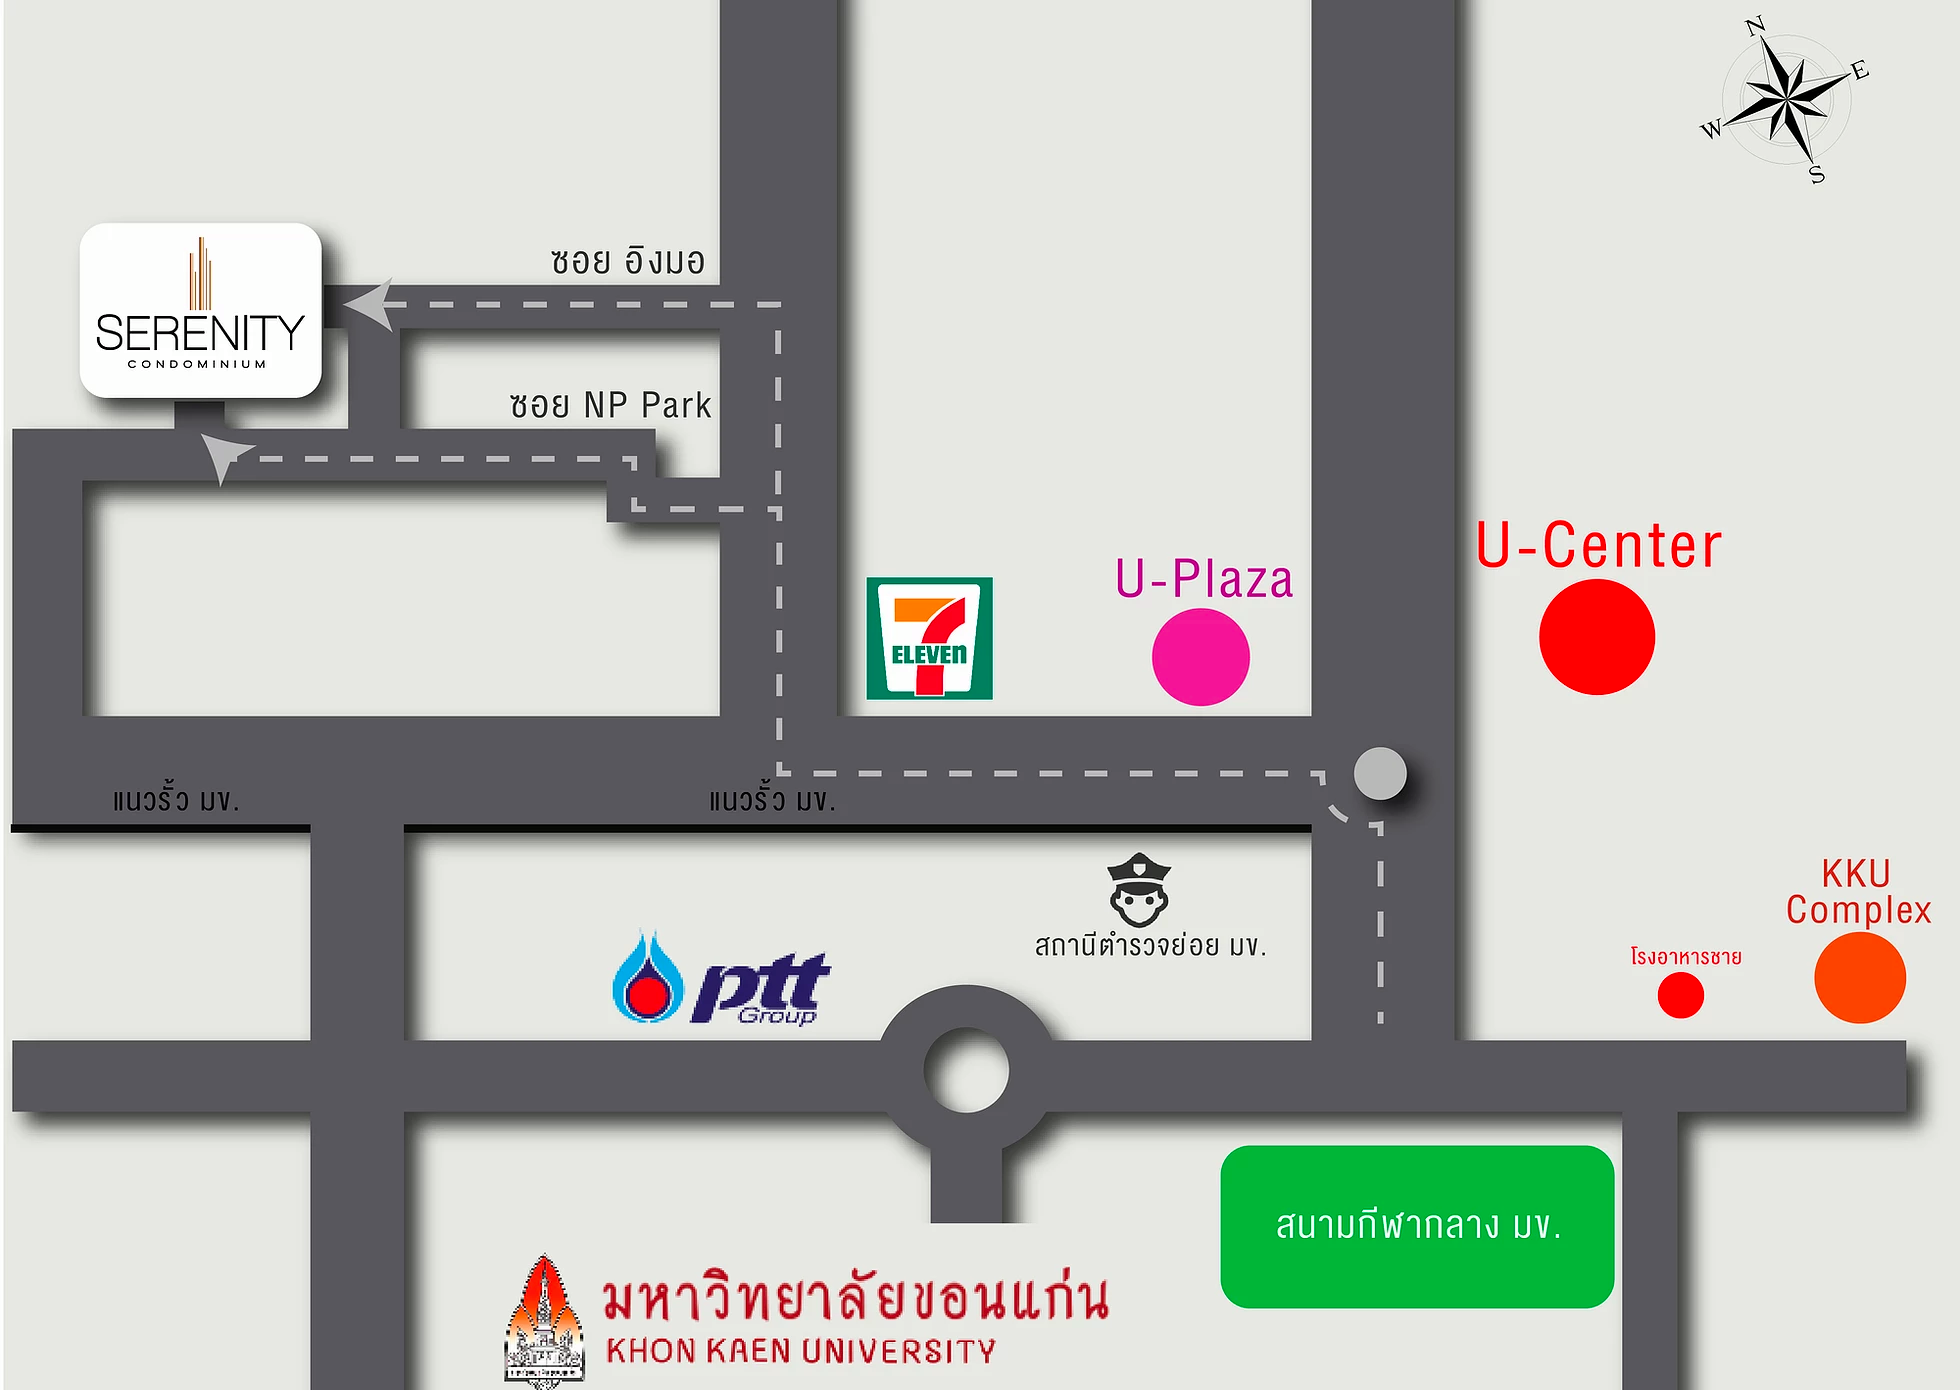 N
E
W
S
ซอย อิงมอ
SERENITY
CONDOMINIUM
ซอย NP Park
U-Center
U-Plaza
7
ELEVEN
แนวรั้ว มข.
แนวรั้ว มข.
KKU
Complex
สถานีตำรวจย่อย มข.
โรงอาหารชาย
ptt
Group
สนามกีฬากลาง มข.
มหาวิทยาลัยขอนแก่น
KHON KAEN UNIVERSITY